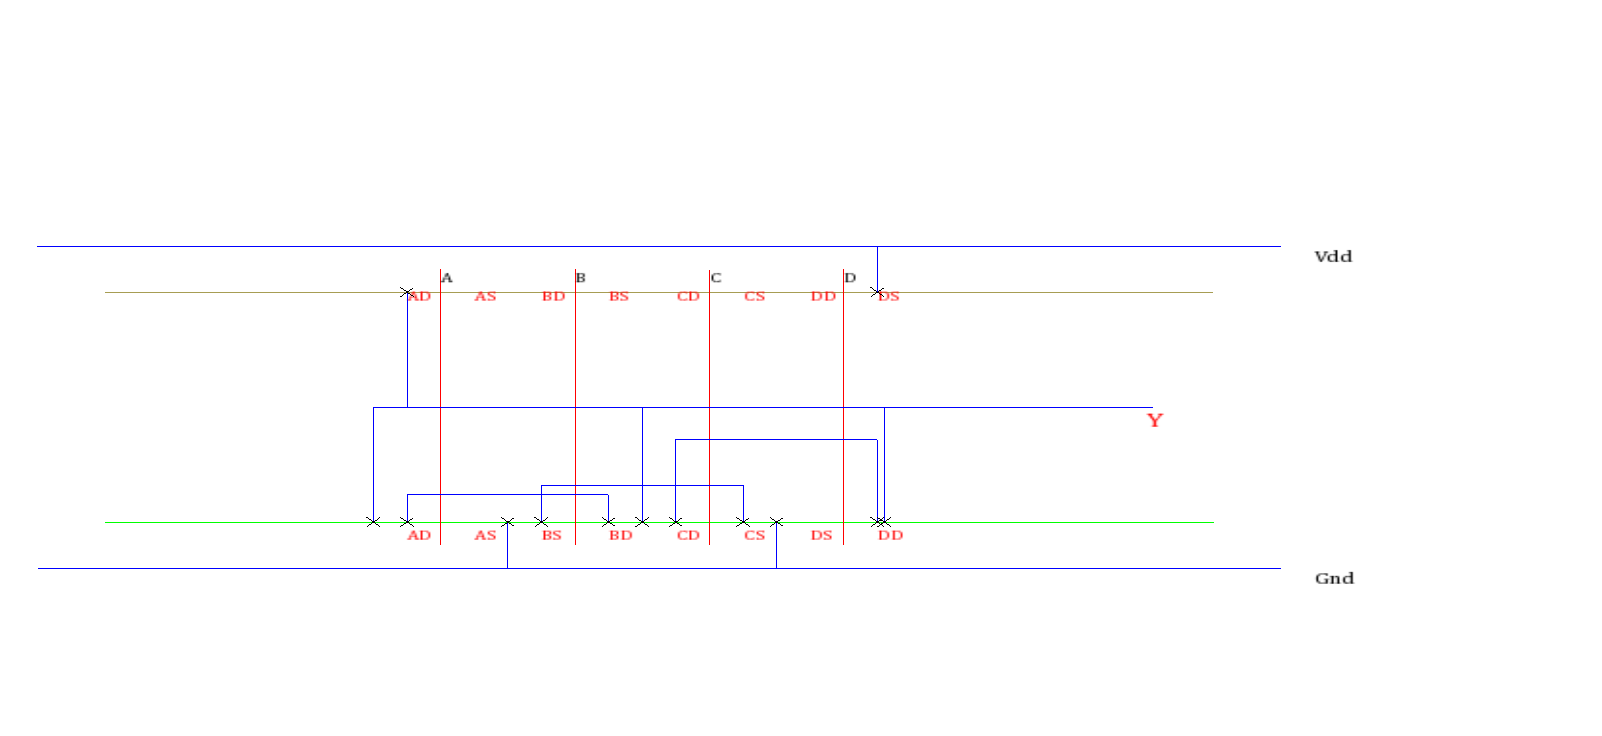 Vdd
A B C D
AD AS BD BS CD CS DD DS
Y
AD AS BS BD CD CS DS DD
Gnd